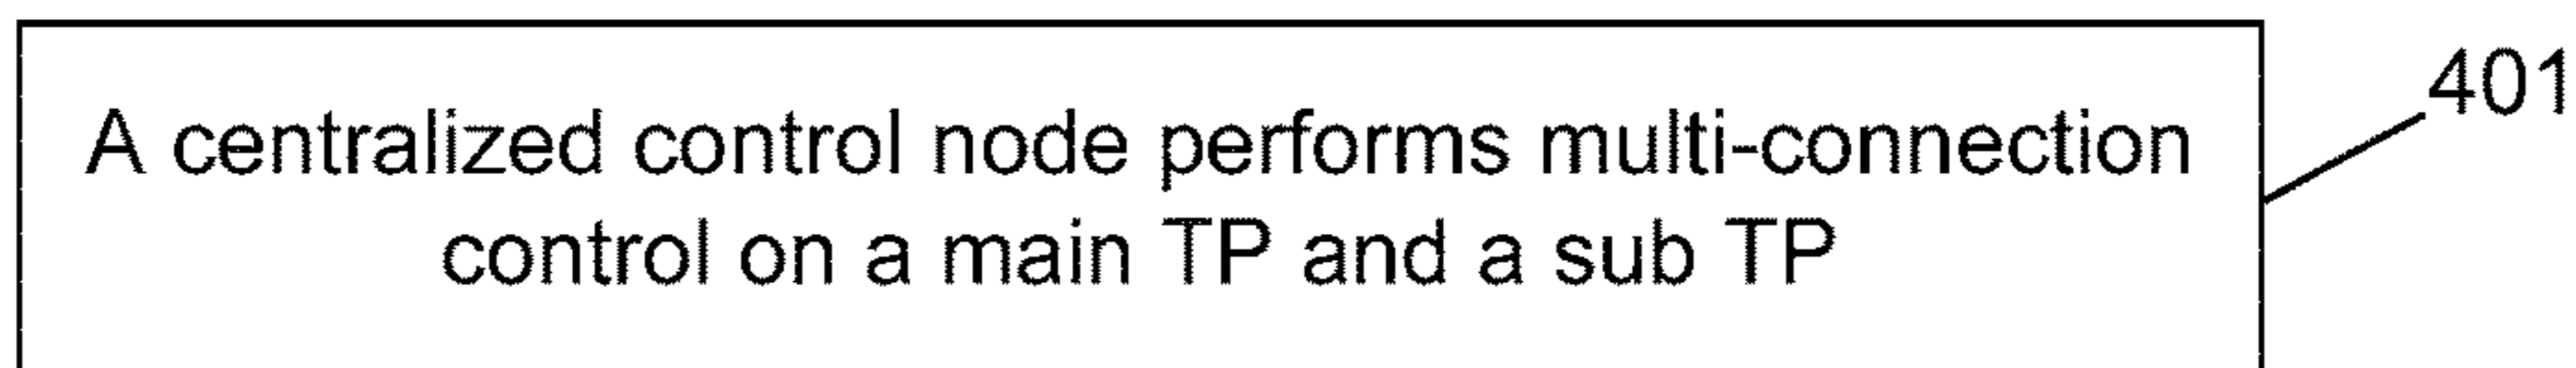 401
A centralized control node performs multi-connection
control on a main TP and a sub TP